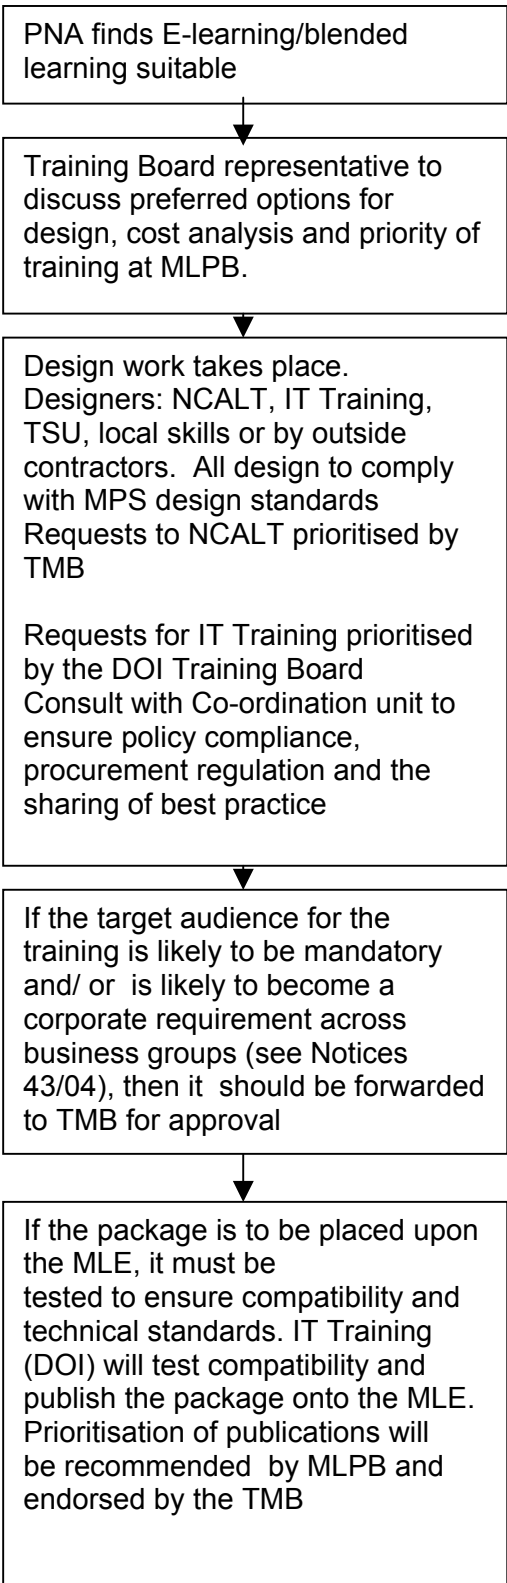 PNA finds E-learning/blended
learning suitable
Training Board representative to
discuss preferred options for
design, cost analysis and priority of
training at MLPB.
Design work takes place.
Designers: NCALT, IT Training,
TSU, local skills or by outside
contractors.  All design to comply
with MPS design standards
Requests to NCALT prioritised by
TMB
Requests for IT Training prioritised
by the DOI Training Board
Consult with Co-ordination unit to
ensure policy compliance,
procurement regulation and the
sharing of best practice
If the target audience for the
training is likely to be mandatory
and/ or  is likely to become a
corporate requirement across
business groups (see Notices
43/04), then it  should be forwarded
to TMB for approval
If the package is to be placed upon
the MLE, it must be
tested to ensure compatibility and
technical standards. IT Training
(DOI) will test compatibility and
publish the package onto the MLE.
Prioritisation of publications will
be recommended  by MLPB and
endorsed by the TMB